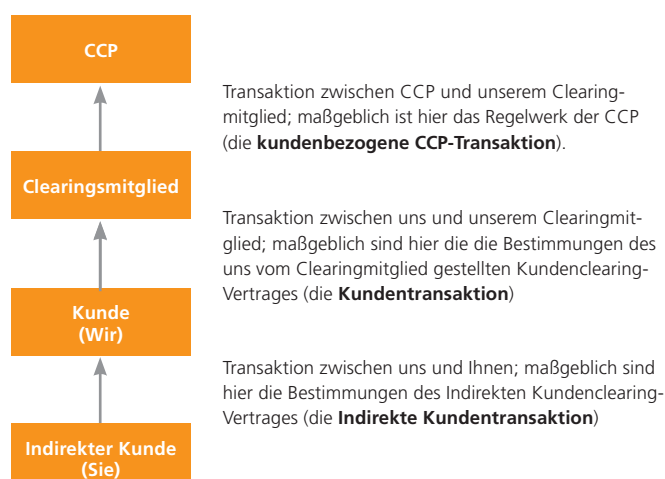 CCP
Transaktion zwischen CCP und unserem Clearing-
mitglied; maßgeblich ist hier das Regelwerk der CCP
(die kundenbezogene CCP-Transaktion).
Clearingsmitglied
Transaktion zwischen uns und unserem Clearingmit-
glied; maßgeblich sind hier die die Bestimmungen des
uns vom Clearingmitglied gestellten Kundenclearing-
Vertrages (die Kundentransaktion)
Kunde
(Wir)
Transaktion zwischen uns und Ihnen; maßgeblich sind
hier die Bestimmungen des Indirekten Kundenclearing-
Vertrages (die Indirekte Kundentransaktion)
Indirekter Kunde
(Sie)